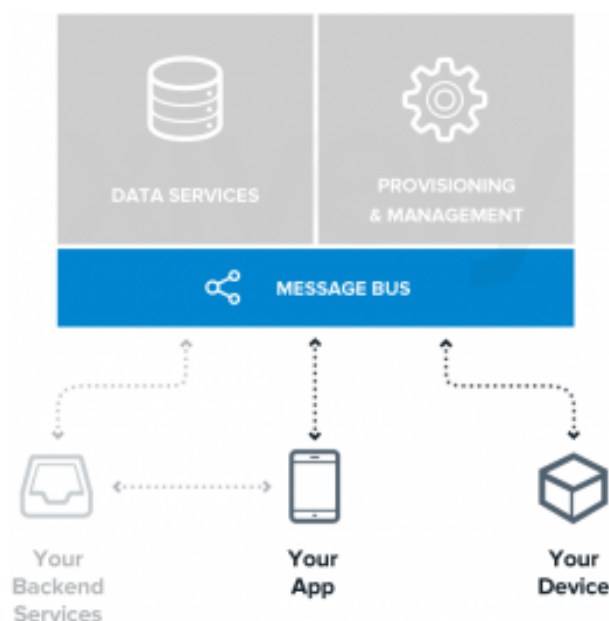 DATA SERVICES
PROVISIONING
& MANAGEMENT
MESSAGE BUS
Your
Backend
Services
Your
App
Your
Device